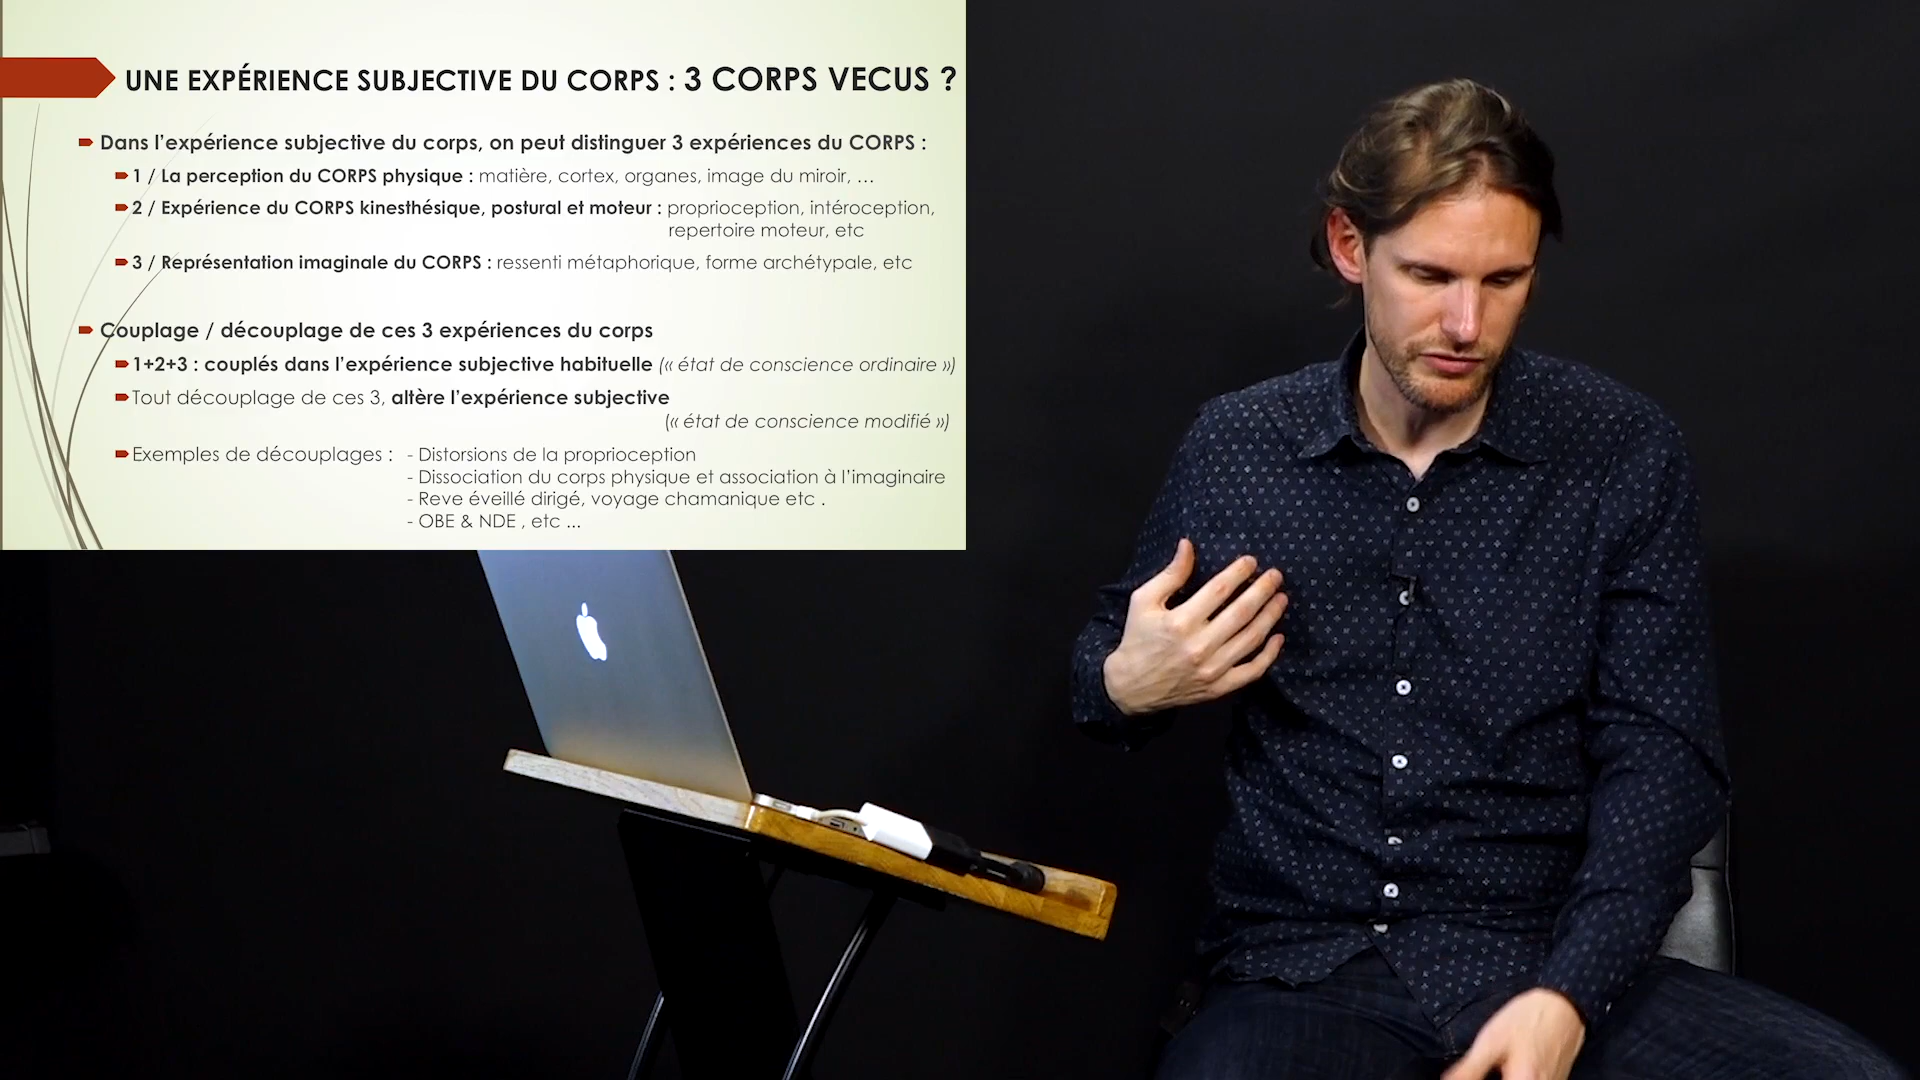 UNE EXPÉRIENCE SUBJECTIVE DU CORPS : 3 CORPS VECUS ?
Dans l’expérience subjective du corps, on peut distinguer 3 expériences du CORPS :
1 / La perception du CORPS physique : matière, cortex, organes, image du miroir, …
2 / Expérience du CORPS kinesthésique, postural et moteur : proprioception, intéroception,
repertoire moteur, etc
3 / Représentation imaginale du CORPS : ressenti métaphorique, forme archétypale, etc
Couplage / découplage de ces 3 expériences du corps
1+2+3 : couplés dans l’expérience subjective habituelle (« état de conscience ordinaire »)
Tout découplage de ces 3, altère l’expérience subjective
(« état de conscience modifié »)
Exemples de découplages : - Distorsions de la proprioception
- Dissociation du corps physique et association à l’imaginaire
- Reve éveillé dirigé, voyage chamanique etc .
- OBE & NDE , etc ...